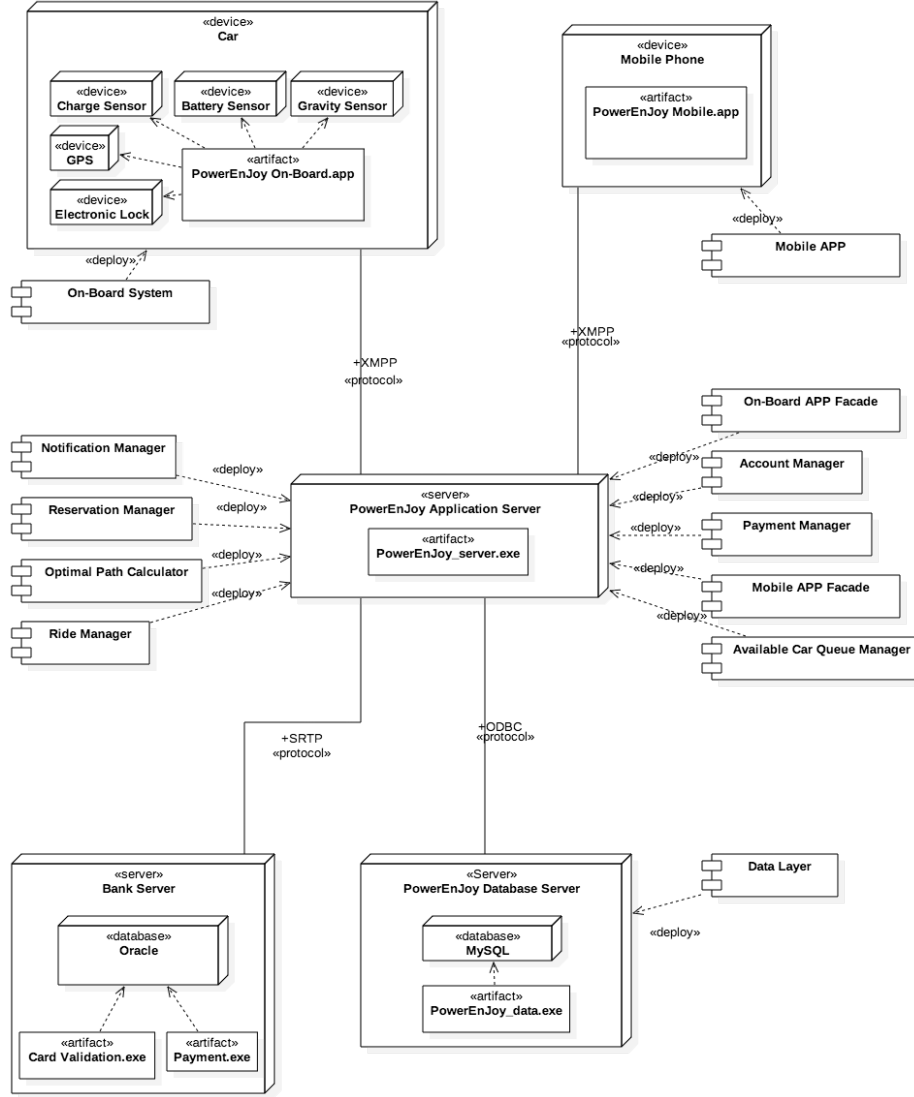 «device»
Car
«device»
Charge Sensor
«device»
Battery Sensor
«device»
Gravity Sensor
«device»
GPS
«artifact»
PowerEnJoy On-Board.app
«device»
Electronic Lock
«deploy»
On-Board System
«device»
Mobile Phone
«artifact»
PowerEnJoy Mobile.app
«deploy»
Mobile APP
+XMPP
«protocol»
+XMPP
«protocol»
Notification Manager
«deploy»
Reservation Manager
«deploy»
Optimal Path Calculator
«deploy»
Ride Manager
«deploy»
«server»
PowerEnJoy Application Server
«artifact»
PowerEnJoy_server.exe
On-Board APP Facade
«deploy»
Account Manager
«deploy»
Payment Manager
«deploy»
Mobile APP Facade
«deploy»
Available Car Queue Manager
«deploy»
+SRTP
«protocol»
+ODBC
«protocol»
«server»
Bank Server
«database»
Oracle
«artifact»
Card Validation.exe
«artifact»
Payment.exe
«Server»
PowerEnJoy Database Server
«database»
MySQL
«artifact»
PowerEnJoy_data.exe
Data Layer
«deploy»